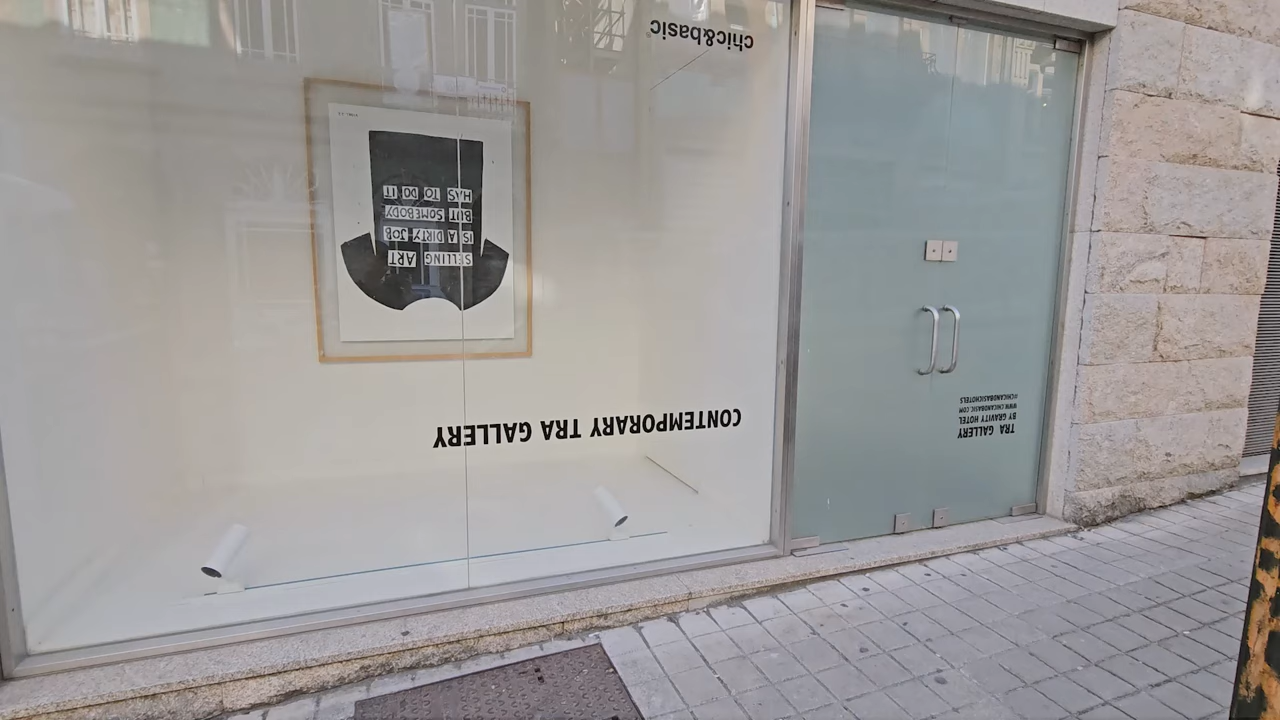 chic&basic
SELLING ART
IS A DIRTY JOB
BUT SOMEBODY
HAS TO DO IT
CONTEMPORARY TRA GALLERY
TRA GALLERY
BY GRAVITY HOTEL
WWW.CHICANDBASIC.COM
@CHICANDBASICHOTELS